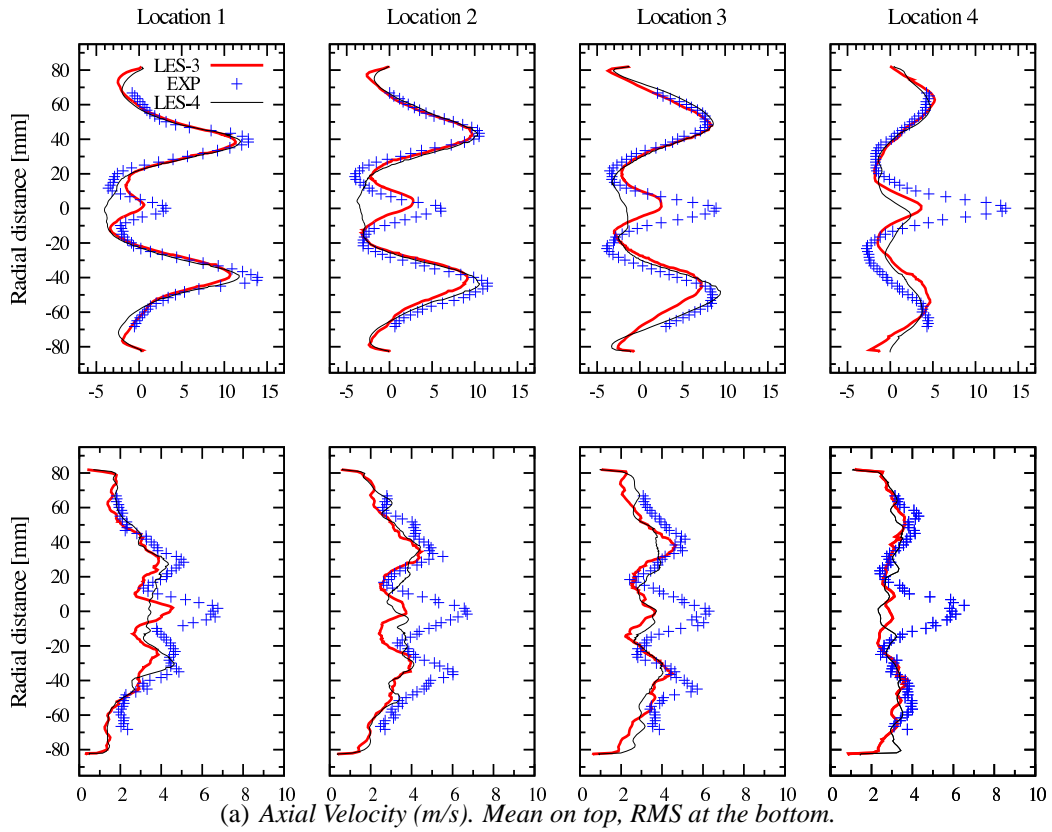 Location 1 Location 2 Location 3 Location 4
LES-3
EXP
LES-4
Radial distance [mm]
80
60
40
20
0
-20
-40
-60
-80
-5 0 5 10 15 -5 0 5 10 15 -5 0 5 10 15 -5 0 5 10 15
Radial distance [mm]
80
60
40
20
0
-20
-40
-60
-80
0 2 4 6 8 10 0 2 4 6 8 10 0 2 4 6 8 10 0 2 4 6 8 10
(a) Axial Velocity (m/s). Mean on top, RMS at the bottom.